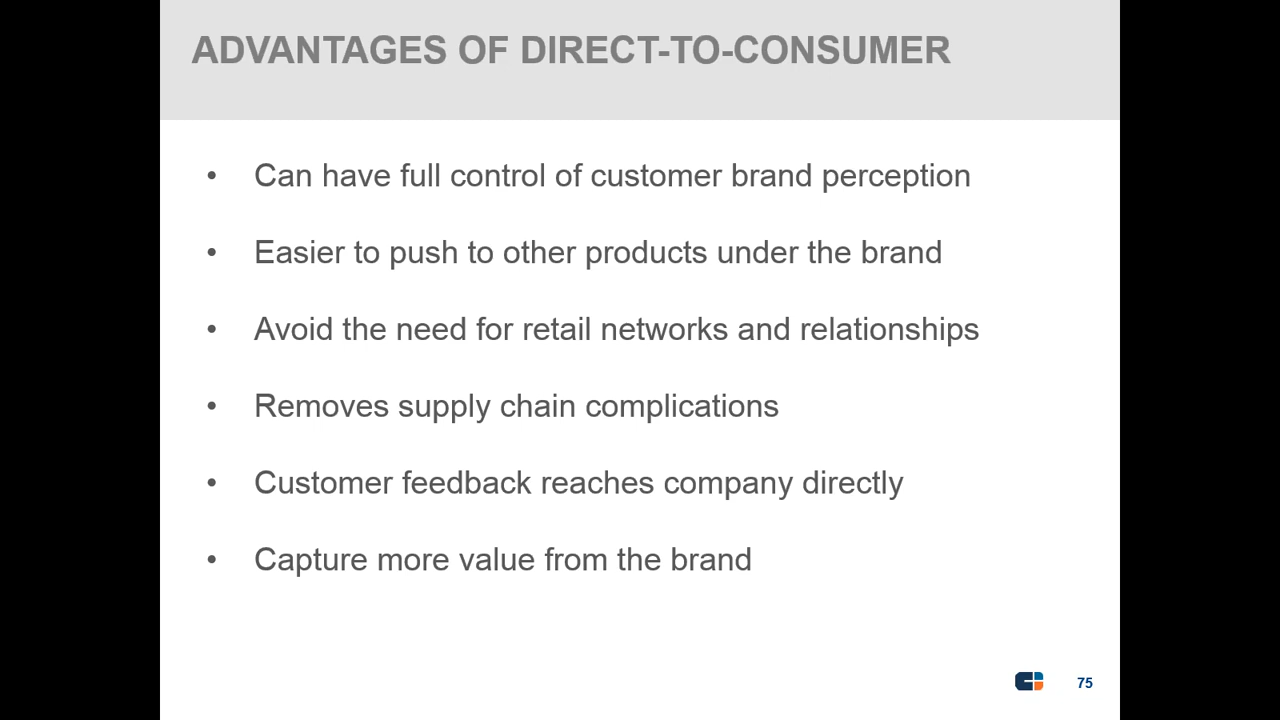 ADVANTAGES OF DIRECT-TO-CONSUMER
• Can have full control of customer brand perception
• Easier to push to other products under the brand
• Avoid the need for retail networks and relationships
• Removes supply chain complications
• Customer feedback reaches company directly
• Capture more value from the brand
75